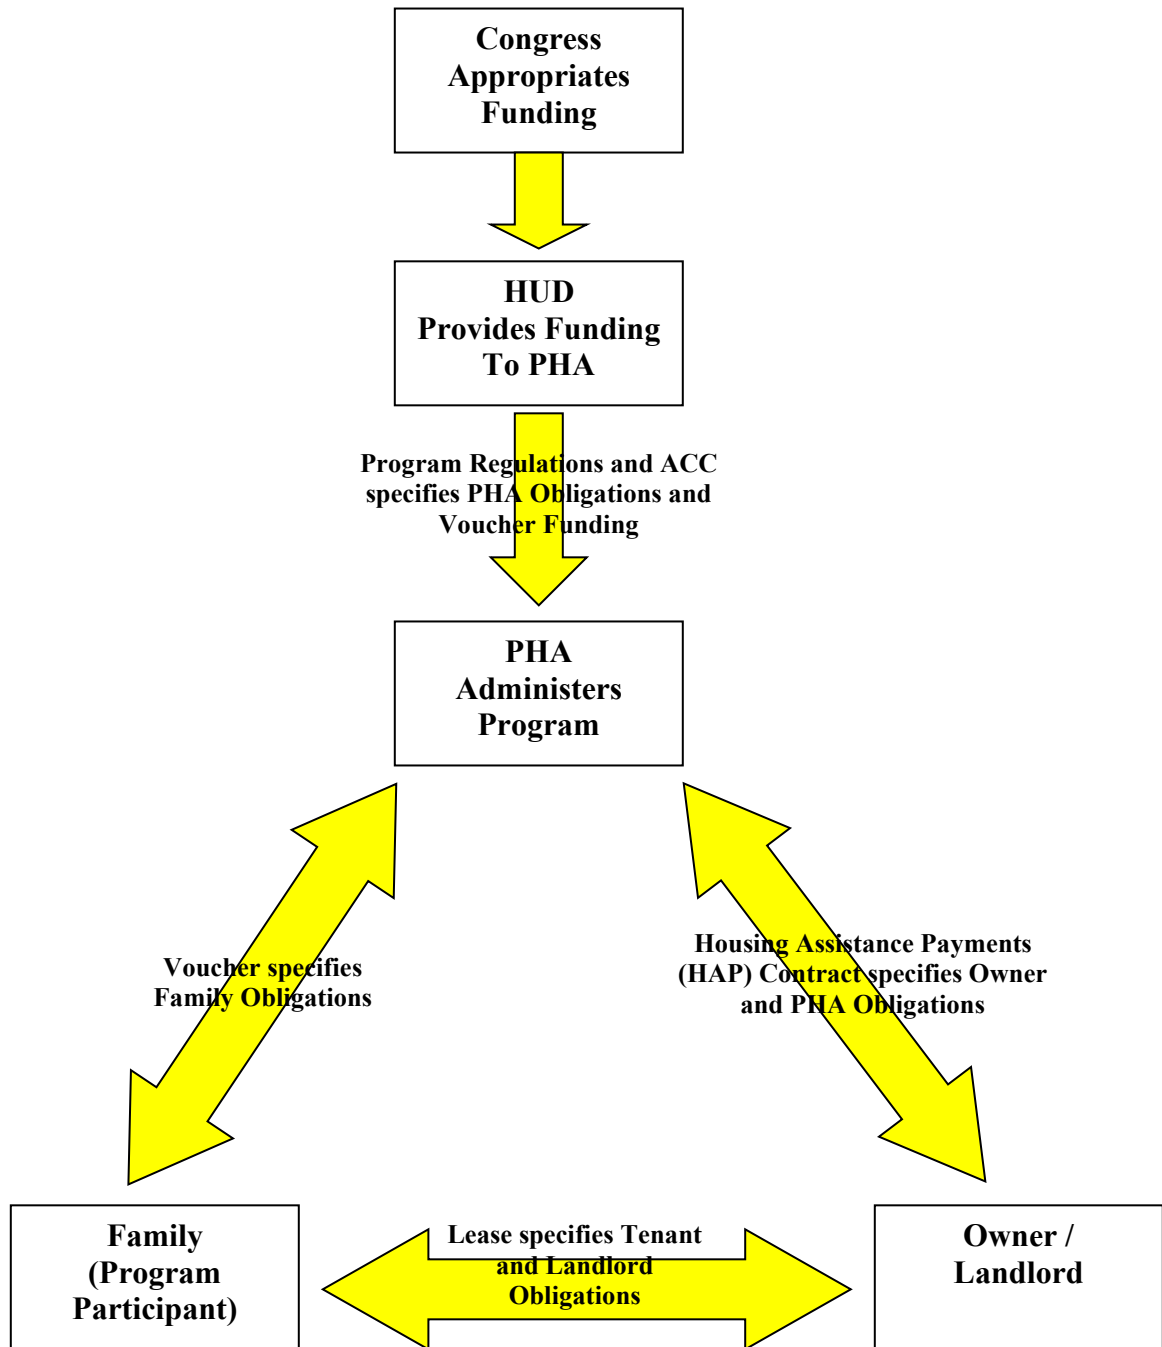 Congress
Appropriates
Funding
HUD
Provides Funding
To PHA
Program Regulations and ACC
specifies PHA Obligations and
Voucher Funding
PHA
Administers
Program
Voucher specifies
Family Obligations
Housing Assistance Payments
(HAP) Contract specifies Owner
and PHA Obligations
Family
(Program
Participant)
Lease specifies Tenant
and Landlord
Obligations
Owner /
Landlord